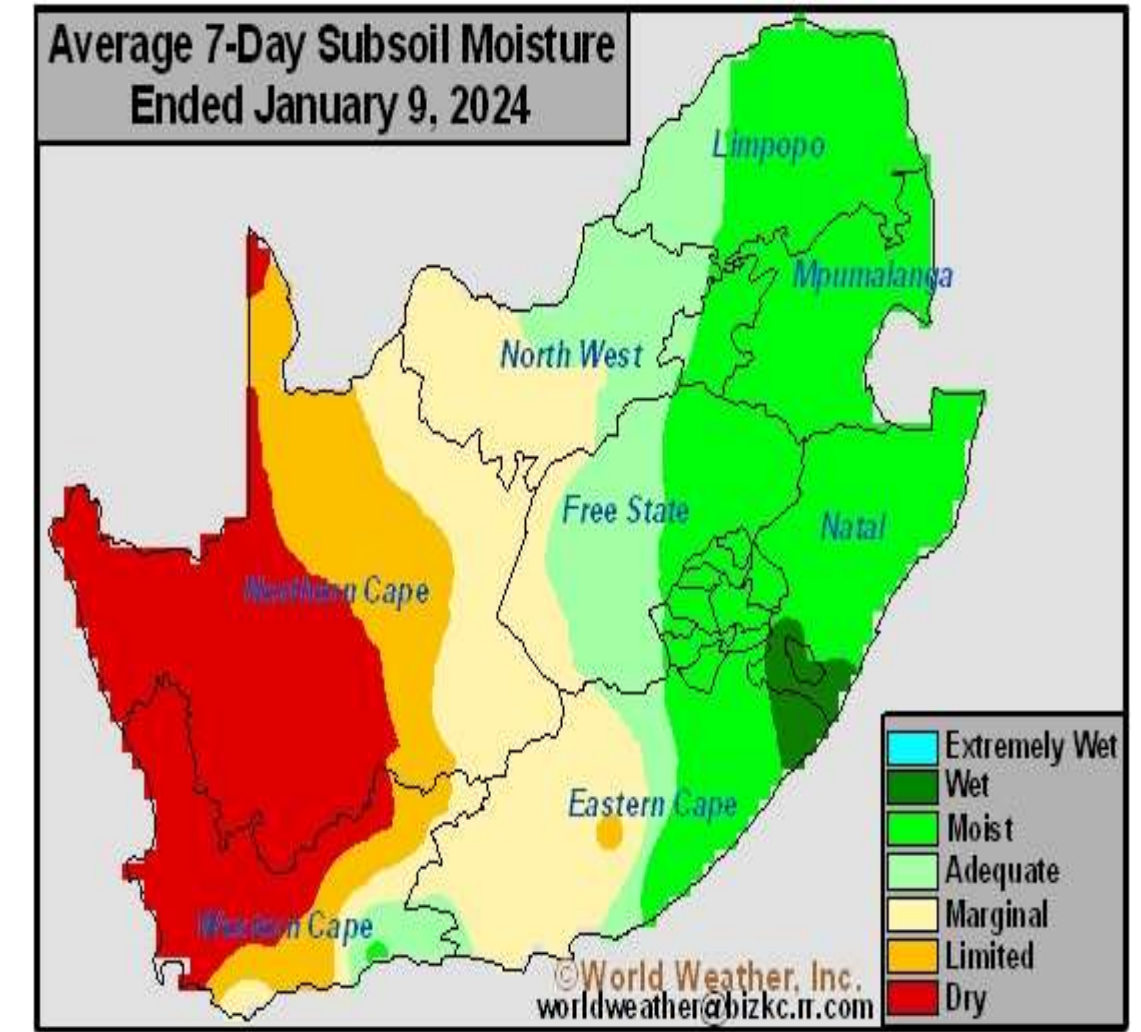 Average 7-Day Subsoil Moisture
Ended January 9, 2024
Limpopo
Mpumalanga
North West
Free State
Natal
Northern Cape
Eastern Cape
Western Cape
Extremely Wet
Wet
Moist
Adequate
Marginal
Limited
Dry
©World Weather, Inc.
worldweather@bizkc.rr.com